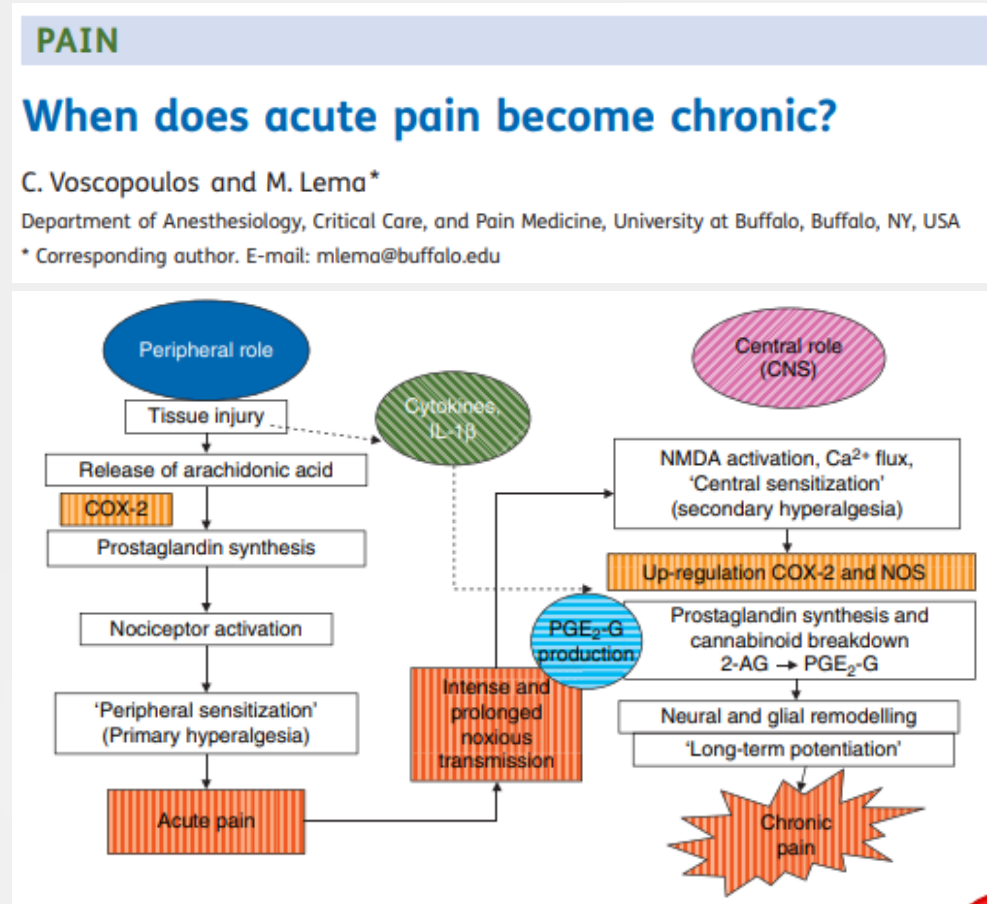 PAIN
When does acute pain become chronic?
C. Voscopoulos and M. Lema*
Department of Anesthesiology, Critical Care, and Pain Medicine, University at Buffalo, Buffalo, NY, USA
* Corresponding author. E-mail: mlema@buffalo.edu
Peripheral role
Tissue injury
Release of arachidonic acid
COX-2
Prostaglandin synthesis
Nociceptor activation
‘Peripheral sensitization’
(Primary hyperalgesia)
Acute pain
Cytokines,
IL-1β
Intense and
prolonged
noxious
transmission
PGE₂-G
production
Central role
(CNS)
NMDA activation, Ca²⁺ flux,
‘Central sensitization’
(secondary hyperalgesia)
Up-regulation COX-2 and NOS
Prostaglandin synthesis and
cannabinoid breakdown
2-AG → PGE₂-G
Neural and glial remodelling
‘Long-term potentiation’
Chronic
pain